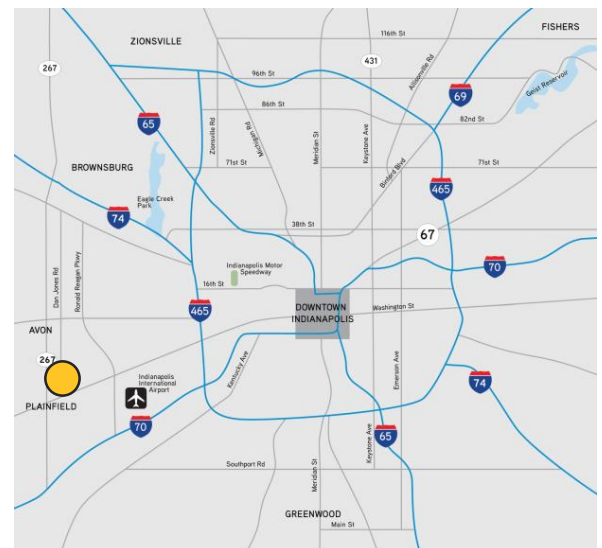 ZIONSVILLE
FISHERS
116th St
267
431
Allisonville Rd
96th St
69
Geist Reservoir
86th St
82nd St
65
Zionsville Rd
Michigan Rd
Meridian St
Keystone Ave
Binford Blvd
BROWNSBURG
71st St
71st St
465
Eagle Creek
Park
74
38th St
67
70
Dan Jones Rd
Ronald Reagan Pkwy
Indianapolis Motor
Speedway
16th St
465
DOWNTOWN
INDIANAPOLIS
Washington St
AVON
267
Indianapolis
International
Airport
Kentucky Ave
Emerson Ave
74
PLAINFIELD
70
65
Keystone Ave
Southport Rd
Meridian St
GREENWOOD
Main St